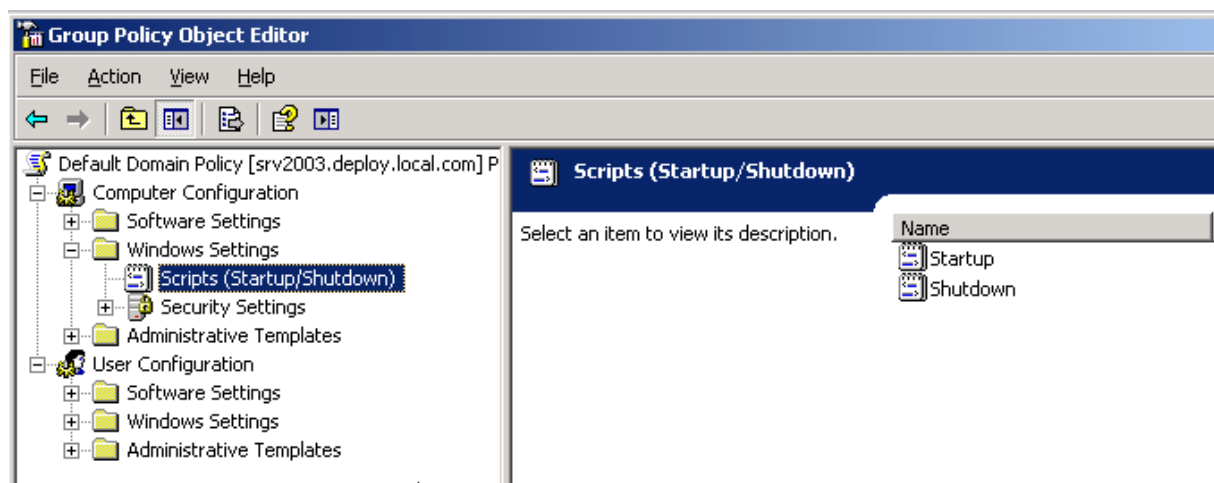 Group Policy Object Editor
File Action View Help
Default Domain Policy [srv2003.deploy.local.com] P
Computer Configuration
Software Settings
Windows Settings
Scripts (Startup/Shutdown)
Security Settings
Administrative Templates
User Configuration
Software Settings
Windows Settings
Administrative Templates
Scripts (Startup/Shutdown)
Select an item to view its description.
Name
Startup
Shutdown